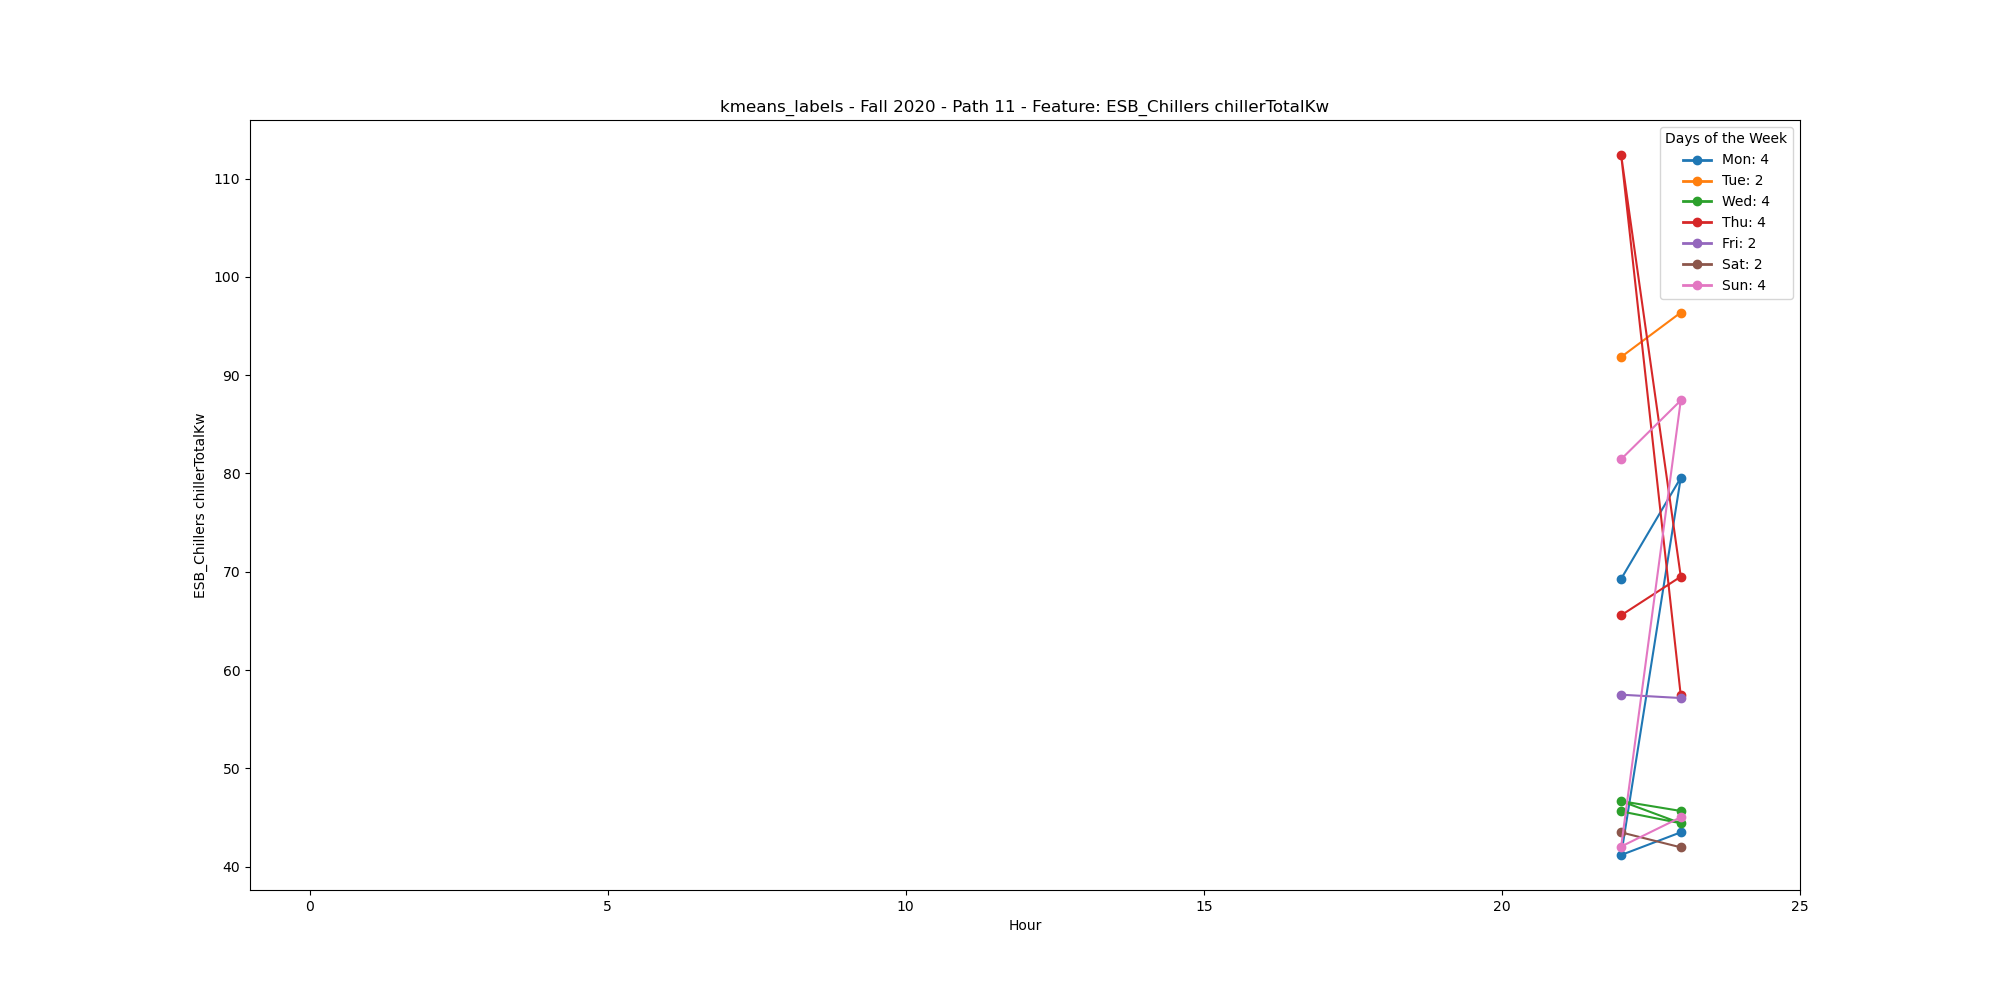 kmeans_labels - Fall 2020 - Path 11 - Feature: ESB_Chillers chillerTotalKw
Days of the Week
Mon: 4
Tue: 2
Wed: 4
Thu: 4
Fri: 2
Sat: 2
Sun: 4
ESB_Chillers chillerTotalKw
110
100
90
80
70
60
50
40
0 5 10 15 20 25
Hour